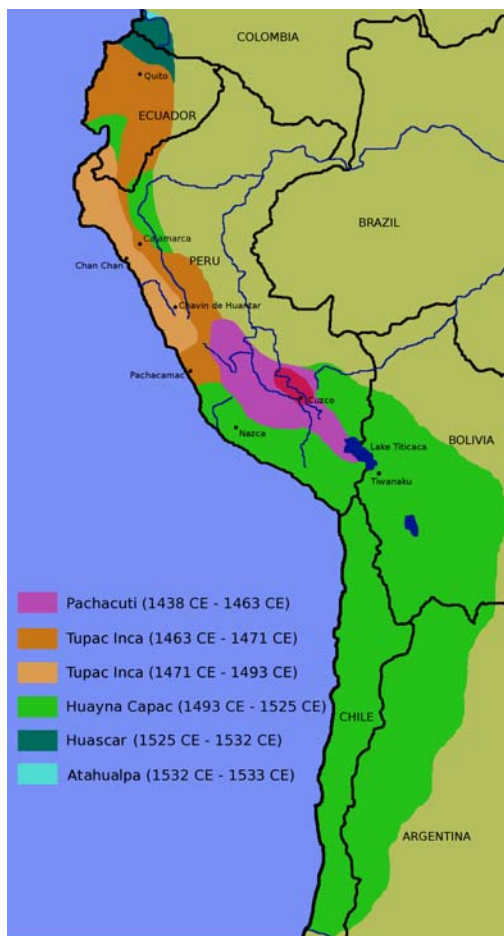 COLOMBIA
Quito
ECUADOR
BRAZIL
Cajamarca
Chan Chan
PERU
Chavin de Huantar
Pachacamac
Cuzco
Nazca
Lake Titicaca
BOLIVIA
Tiwanaku
Pachacuti (1438 CE - 1463 CE)
Tupac Inca (1463 CE - 1471 CE)
Tupac Inca (1471 CE - 1493 CE)
Huayna Capac (1493 CE - 1525 CE)
CHILE
Huascar (1525 CE - 1532 CE)
Atahualpa (1532 CE - 1533 CE)
ARGENTINA